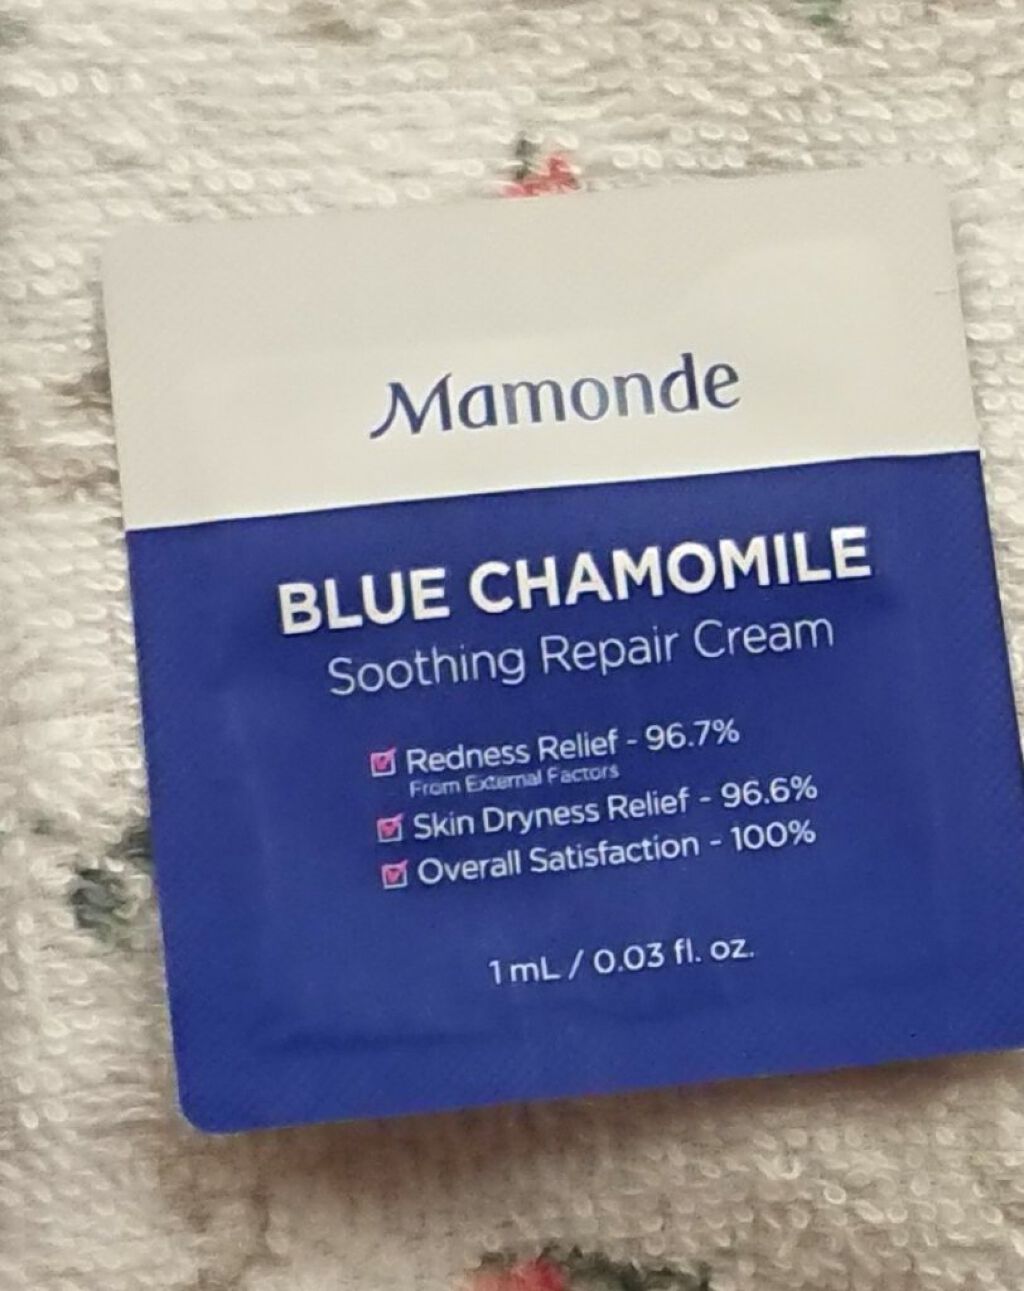 Mamonde
BLUE CHAMOMILE
Soothing Repair Cream
Redness Relief - 96.7%
From External Factors
Skin Dryness Relief - 96.6%
Overall Satisfaction - 100%
1 mL / 0.03 fl. oz.